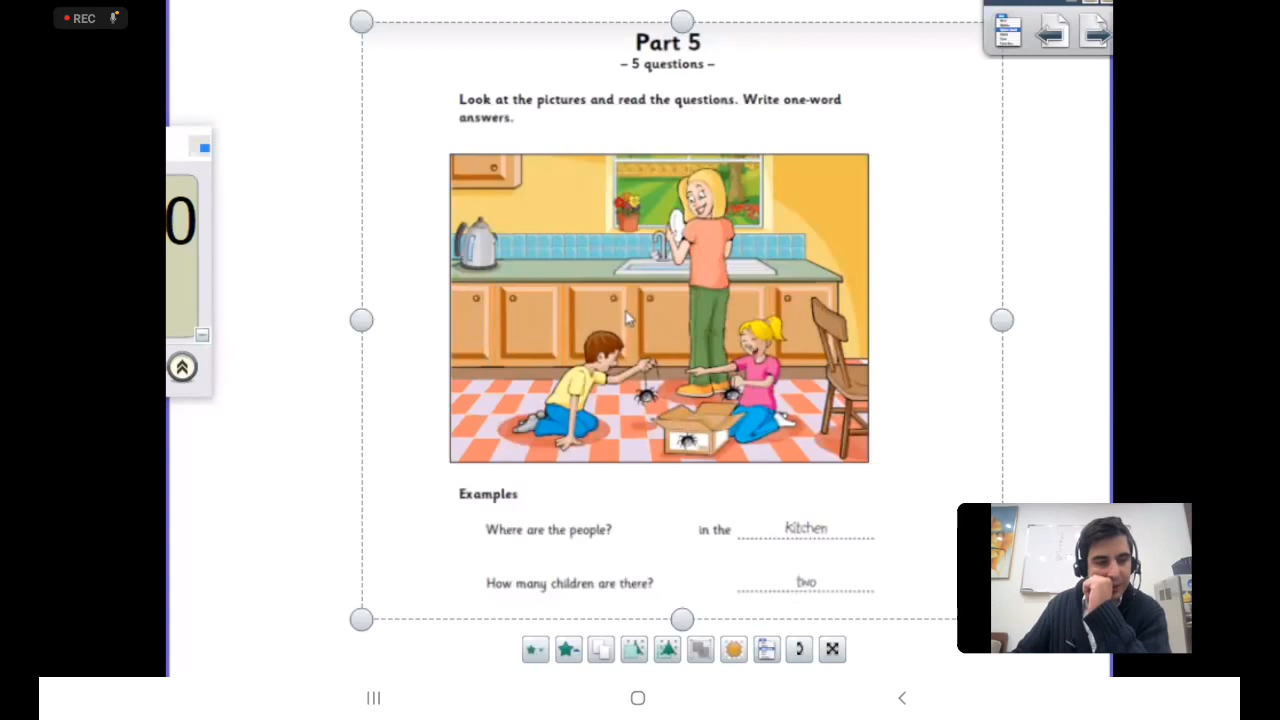 REC
0
Part 5
– 5 questions –
Look at the pictures and read the questions. Write one-word
answers.
Examples
Where are the people? in the kitchen
How many children are there? two